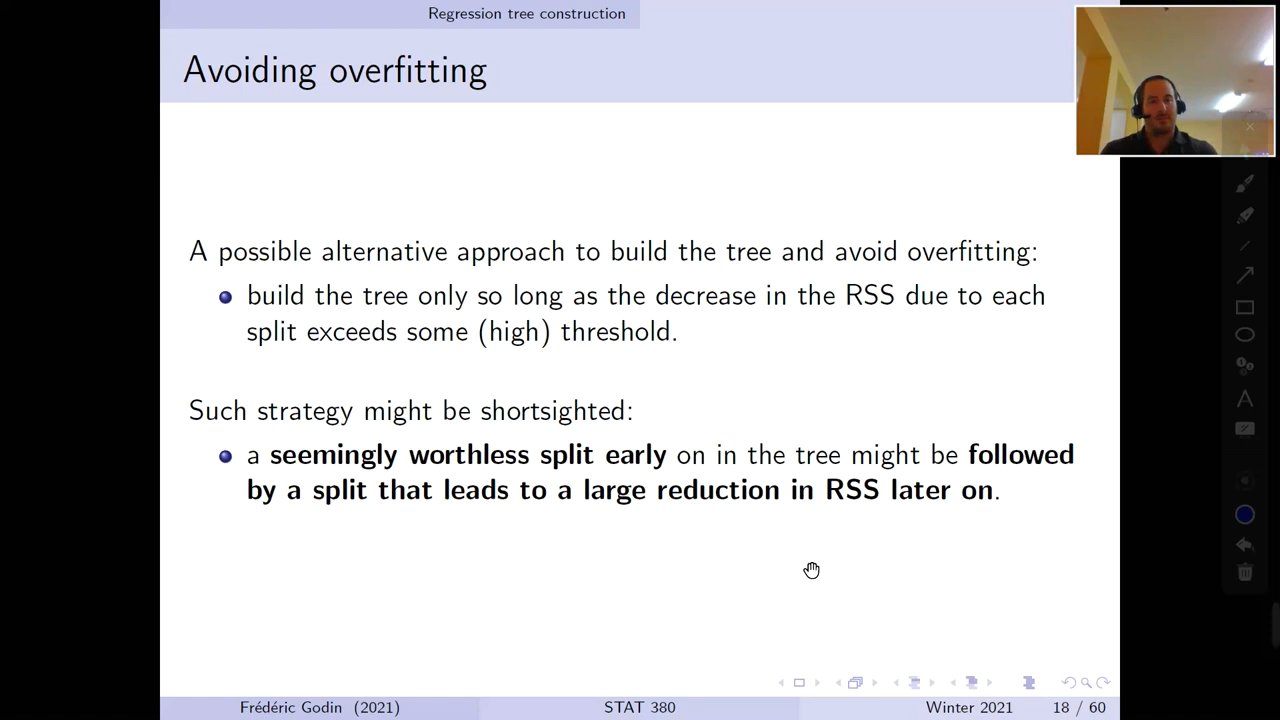 Regression tree construction
Avoiding overfitting
A possible alternative approach to build the tree and avoid overfitting:
build the tree only so long as the decrease in the RSS due to each
split exceeds some (high) threshold.
Such strategy might be shortsighted:
a seemingly worthless split early on in the tree might be followed
by a split that leads to a large reduction in RSS later on.
Frédéric Godin (2021) STAT 380 Winter 2021 18 / 60